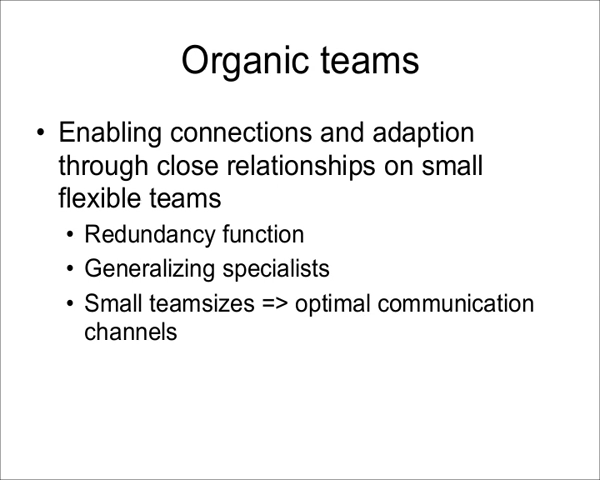 Organic teams
• Enabling connections and adaption
through close relationships on small
flexible teams
• Redundancy function
• Generalizing specialists
• Small teamsizes => optimal communication
channels